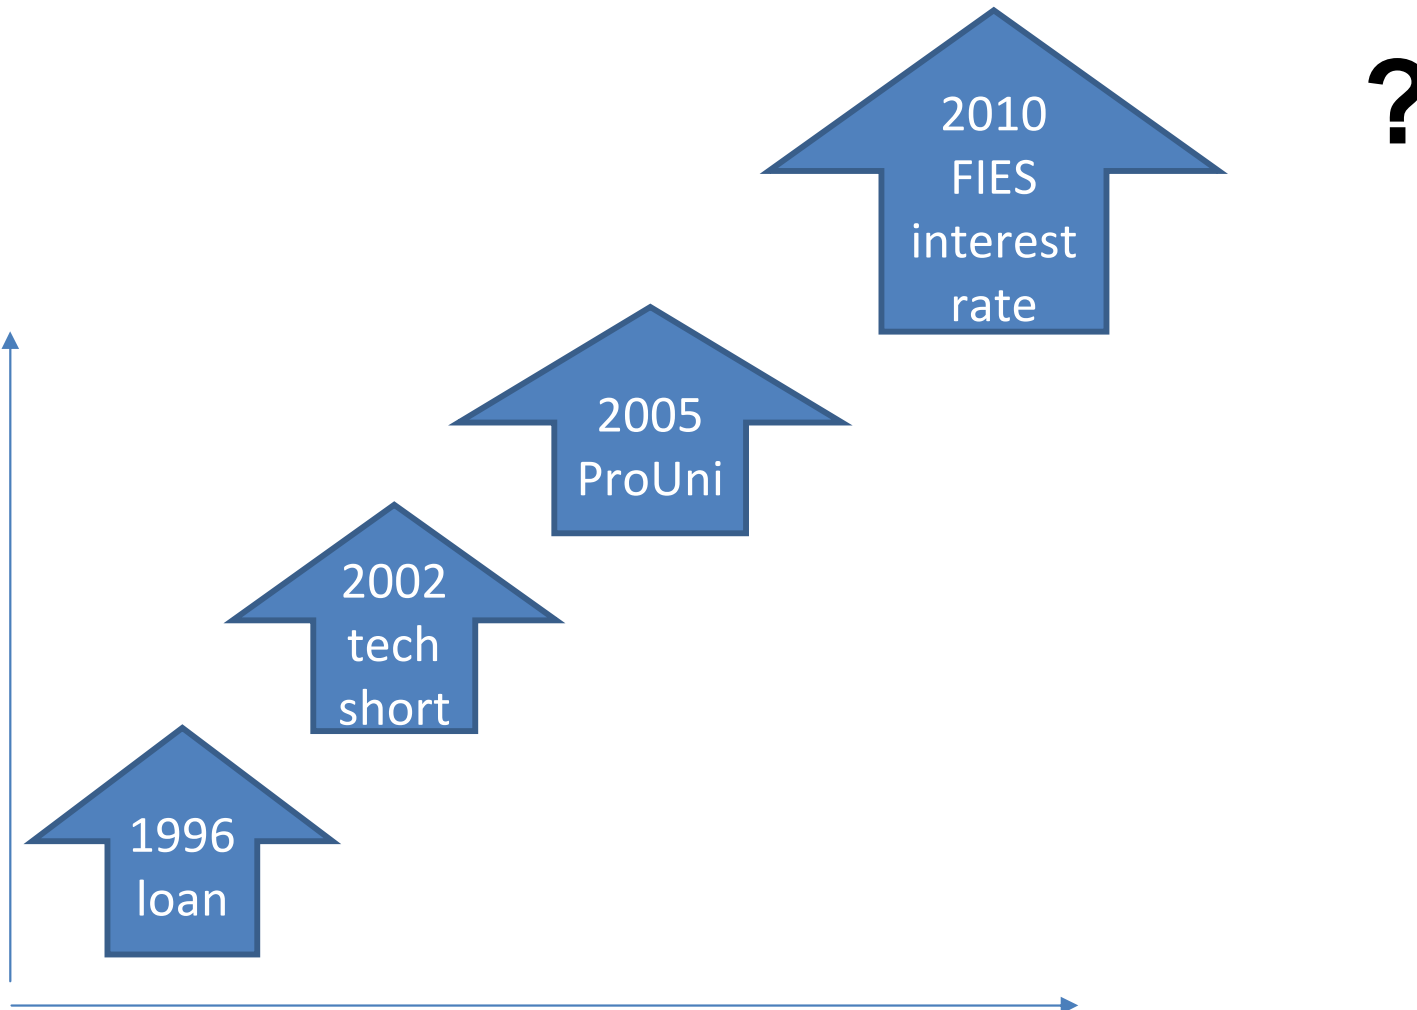 1996
loan
2002
tech
short
2005
ProUni
2010
FIES
interest
rate
?